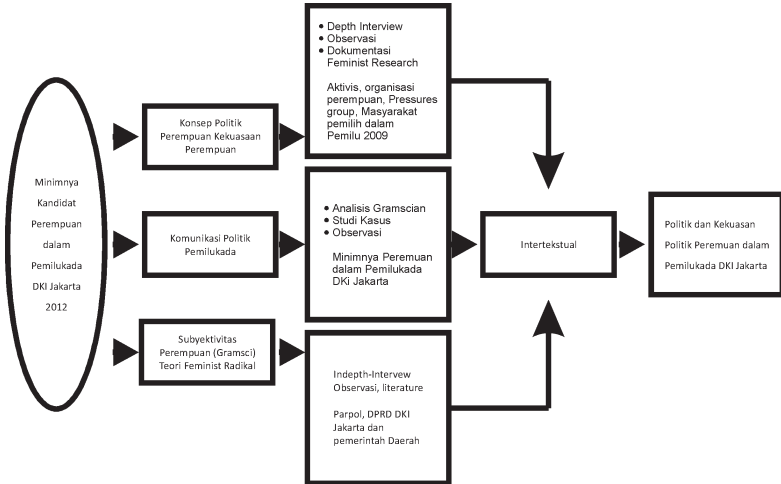 Minimnya
Kandidat
Perempuan
dalam
Pemilukada
DKI Jakarta
2012
Konsep Politik
Perempuan Kekuasaan
Perempuan
• Depth Interview
• Observasi
• Dokumentasi
Feminist Research
Aktivis, organisasi
perempuan, Pressures
group, Masyarakat
pemilih dalam
Pemilu 2009
Komunikasi Politik
Pemilukada
• Analisis Gramscian
• Studi Kasus
• Observasi
Minimnya Peremuan
dalam Pemilukada
DKi Jakarta
Subyektivitas
Perempuan (Gramsci)
Teori Feminist Radikal
Indepth-Intervew
Observasi, literature
Parpol, DPRD DKI
Jakarta dan
pemerintah Daerah
Intertekstual
Politik dan Kekuasan
Politik Peremuan dalam
Pemilukada DKI Jakarta